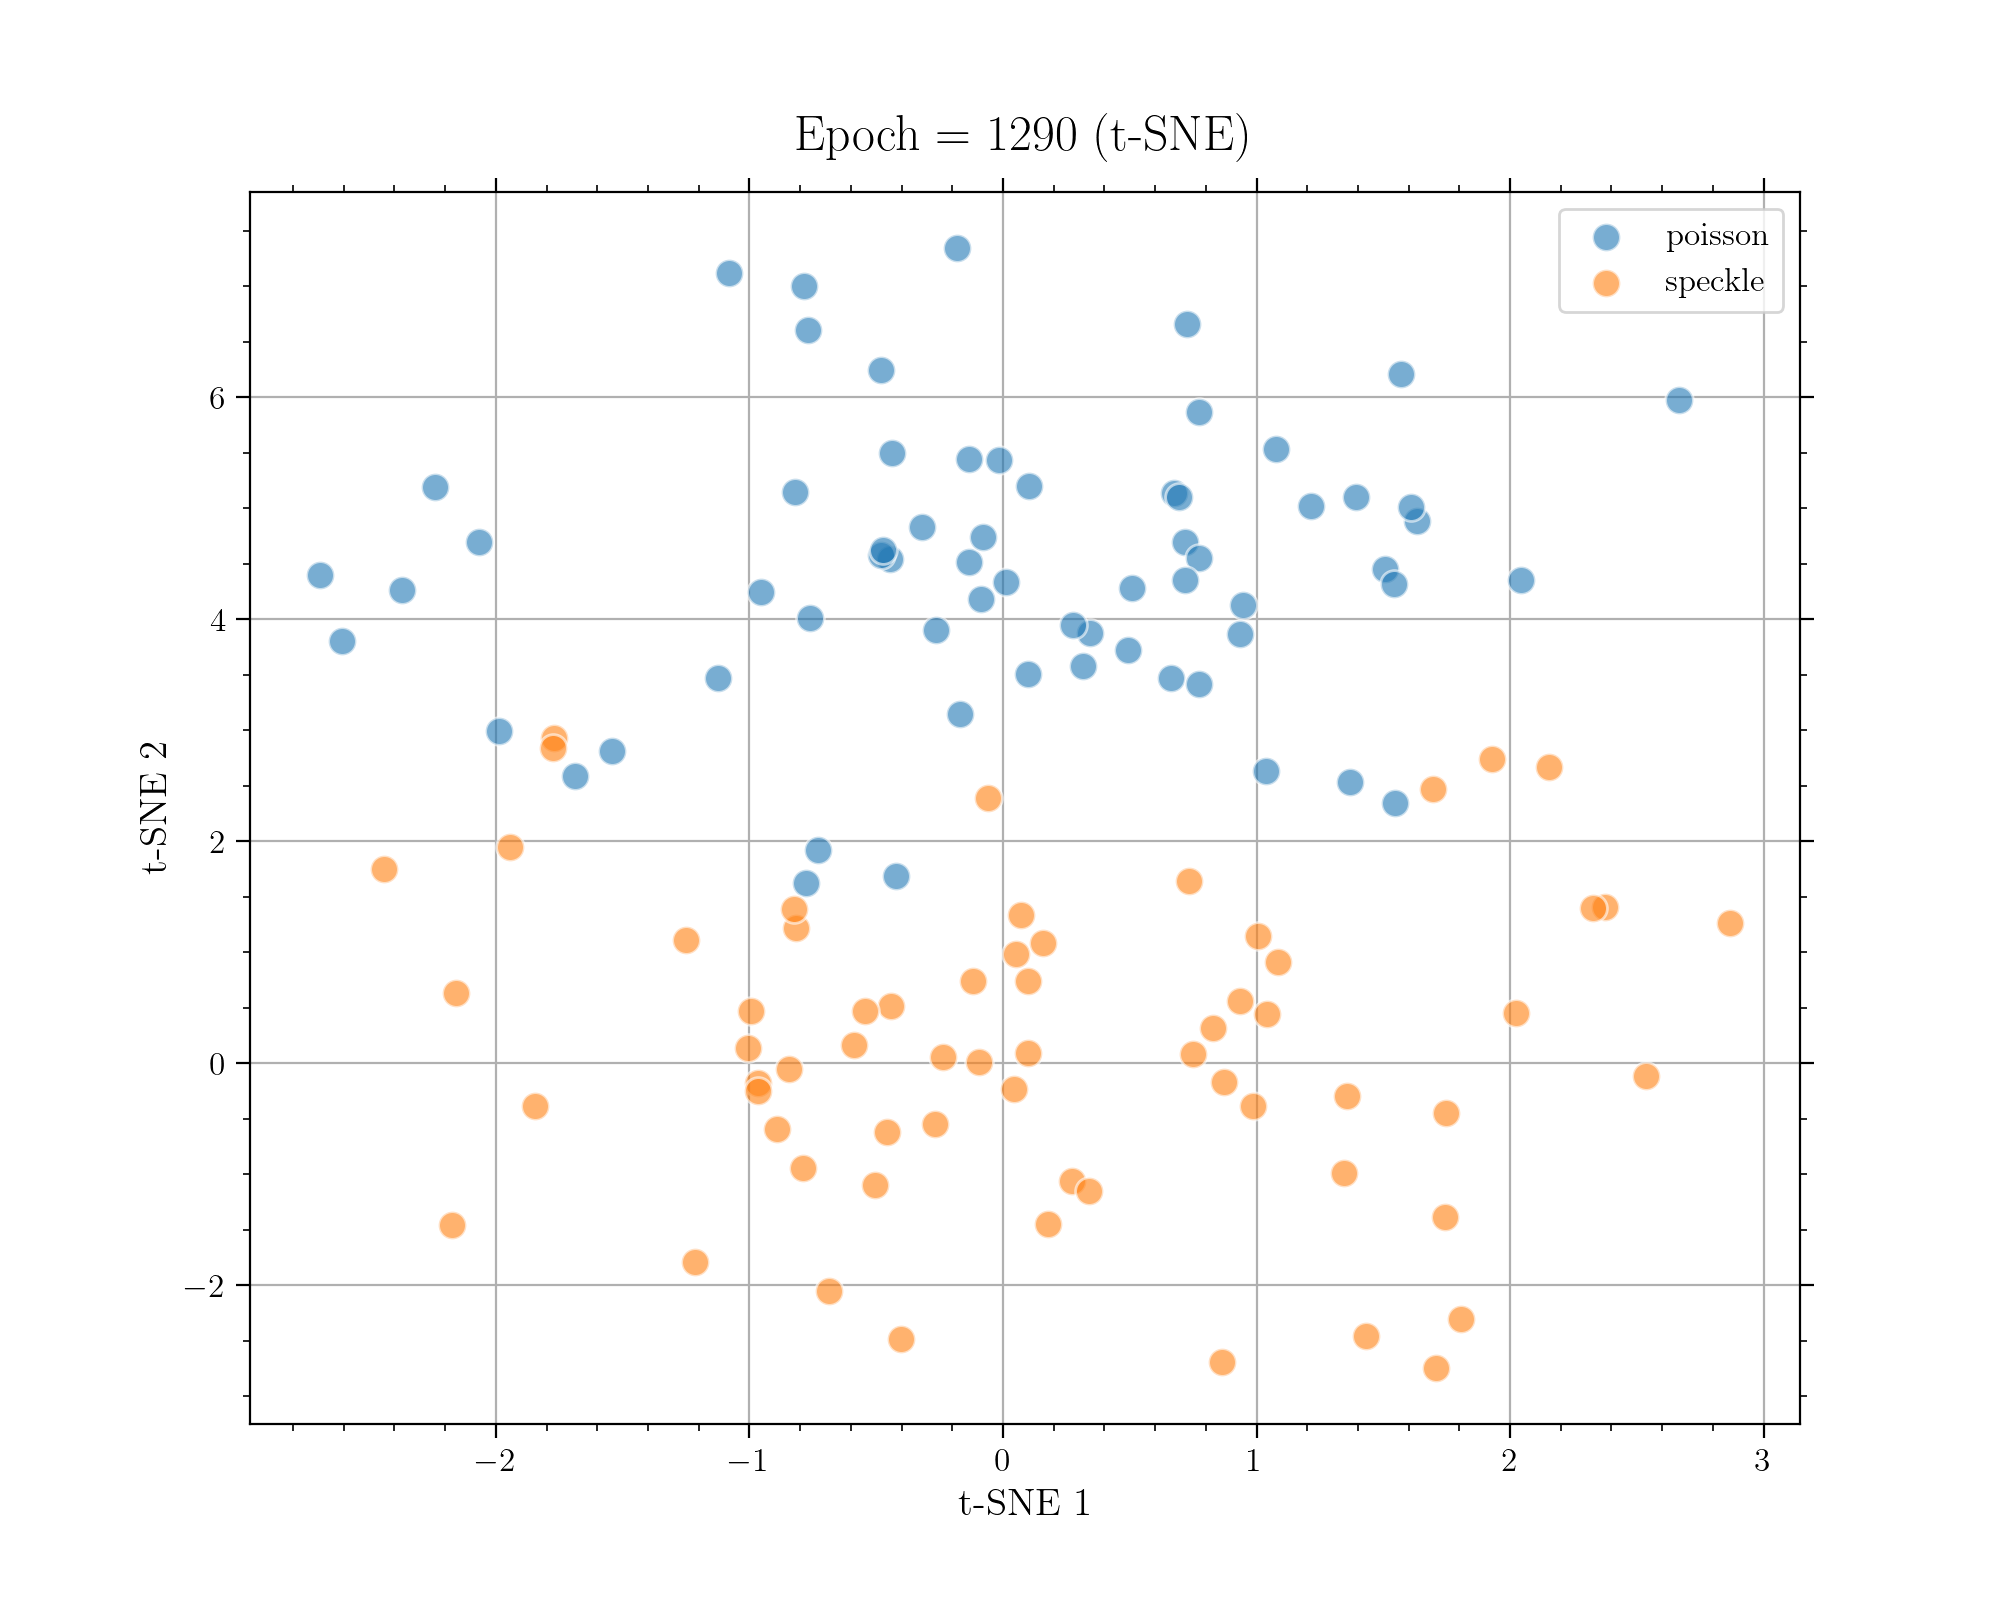 Epoch = 1290 (t-SNE)
poisson
speckle
6
4
2
0
−2
t-SNE 2
−2
−1
0
1
2
3
t-SNE 1